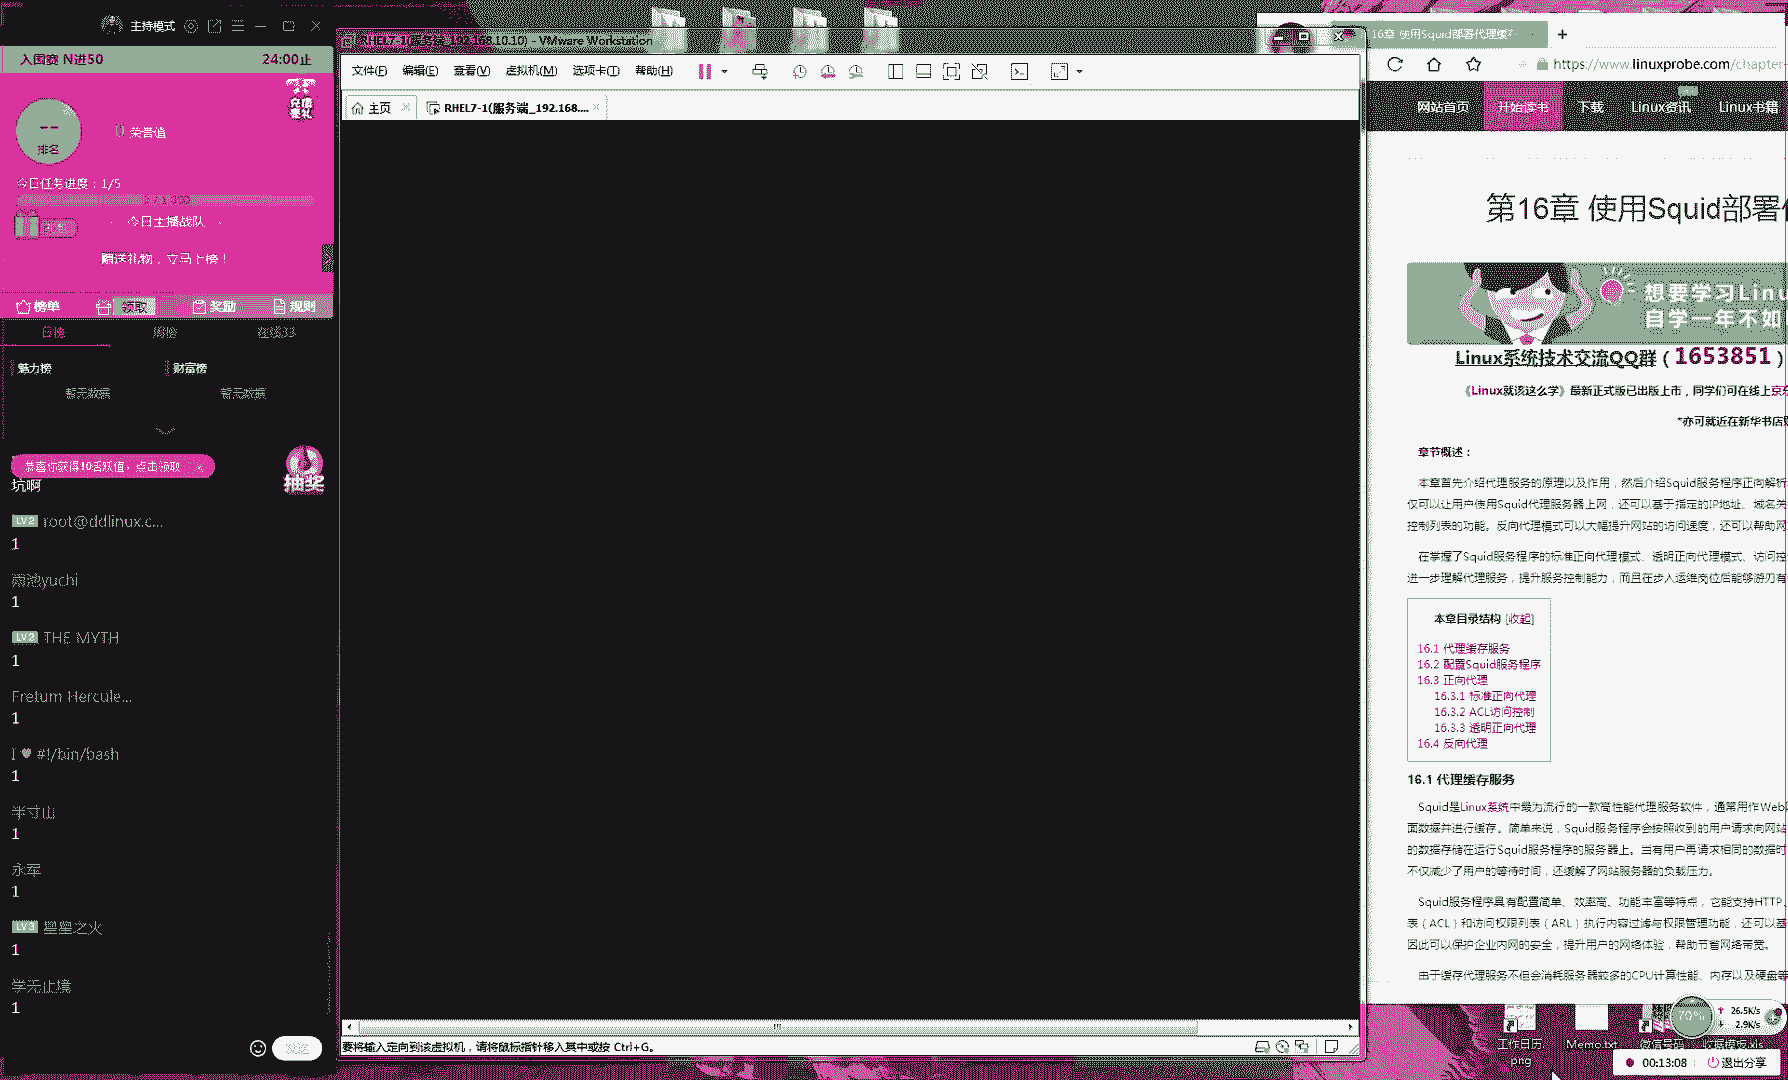 主持模式
入围赛 N进50
24:00止
--
排名
0 荣誉值
今日任务进度：1/5
今日主播战队
赠送礼物，立马上榜！
榜单
领取
奖励
规则
日榜
周榜
在线33
魅力榜
财富榜
暂无数据
暂无数据
恭喜你获得10活跃值，点击领取
抽奖
坑啊
LV2 root@ddlinux.c...
1
雨池yuchi
1
LV2 THE MYTH
1
Fretum Hercule...
1
I ♥ #!/bin/bash
1
半寸山
1
永军
1
LV3 星星之火
1
学无止境
1
发送
RHEL7-1(服务端_192.168.10.10) - VMware Workstation
文件(F) 编辑(E) 查看(V) 虚拟机(M) 选项卡(T) 帮助(H)
主页
RHEL7-1(服务端_192.168....
要将输入定向到该虚拟机，请将鼠标指针移入其中或按 Ctrl+G。
16章 使用Squid部署代理缓
https://www.linuxprobe.com/chapter-
网站首页
开始读书
下载
Linux资讯
Linux书籍
第16章 使用Squid部署
想要学习Linu
自学一年不如
Linux系统技术交流QQ群（1653851）
《Linux就该这么学》最新正式版已出版上市，同学们可在线上京
*亦可就近在新华书店
章节概述：
本章首先介绍代理服务的原理以及作用，然后介绍Squid服务程序正向解析
仅可以让用户使用Squid代理服务器上网，还可以基于指定的IP地址、域名关
控制列表的功能。反向代理模式可以大幅提升网站的访问速度，还可以帮助网
在掌握了Squid服务程序的标准正向代理模式、透明正向代理模式、访问控
进一步理解代理服务，提升服务控制能力，而且在步入运维岗位后能够游刃有
本章目录结构 [收起]
16.1 代理缓存服务
16.2 配置Squid服务程序
16.3 正向代理
16.3.1 标准正向代理
16.3.2 ACL访问控制
16.3.3 透明正向代理
16.4 反向代理
16.1 代理缓存服务
Squid是Linux系统中最为流行的一款高性能代理服务软件，通常用作Web
面数据并进行缓存。简单来说，Squid服务程序会按照收到的用户请求向网站
的数据存储在运行Squid服务程序的服务器上。当有用户再请求相同的数据时
不仅减少了用户的等待时间，还缓解了网站服务器的负载压力。
Squid服务程序具有配置简单、效率高、功能丰富等特点，它能支持HTTP、
表（ACL）和访问权限列表（ARL）执行内容过滤与权限管理功能，还可以基
因此可以保护企业内网的安全，提升用户的网络体验，帮助节省网络带宽。
由于缓存代理服务不但会消耗服务器较多的CPU计算性能、内存以及硬盘等
70%
26.5K/s
2.9K/s
工作日历.
png
Memo.txt
微信号码
收据模板.xls
00:13:08
退出分享